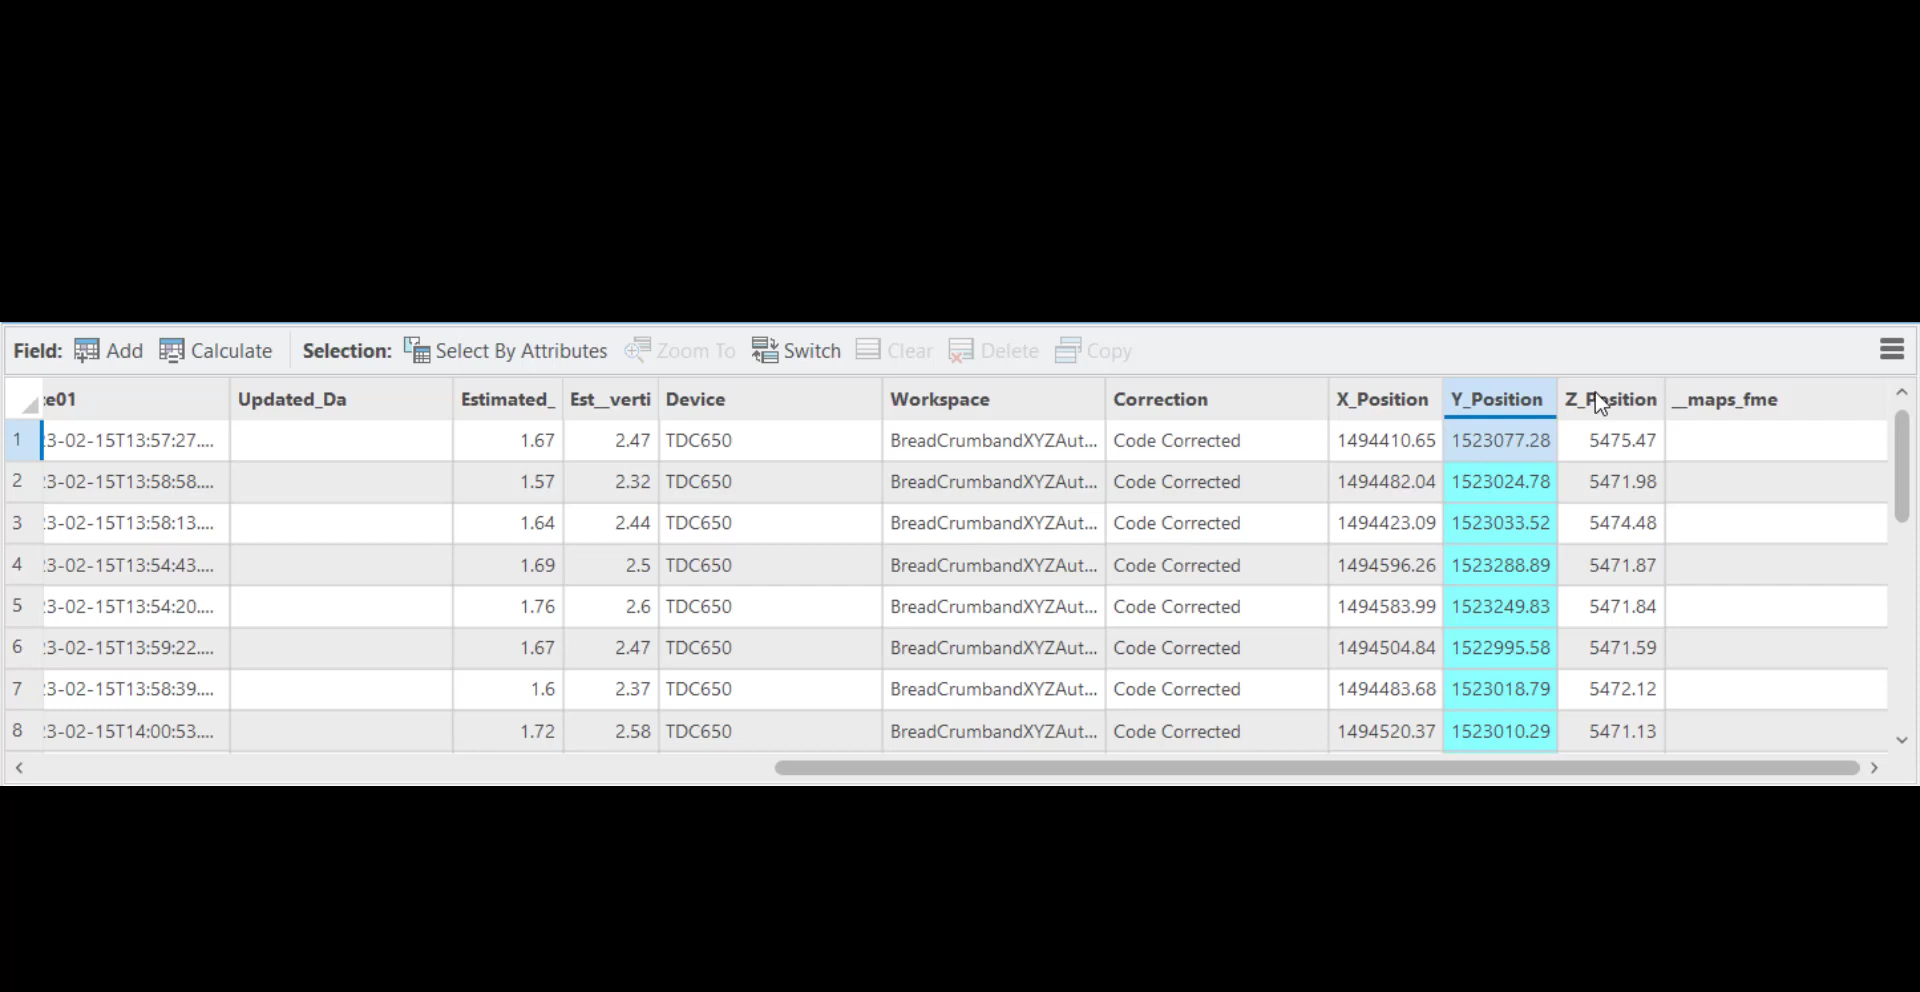 Field: Add Calculate Selection: Select By Attributes Zoom To Switch Clear Delete Copy
e01 Updated_Da Estimated_ Est__verti Device Workspace Correction X_Position Y_Position Z_Position __maps_fme
1 3-02-15T13:57:27.... 1.67 2.47 TDC650 BreadCrumbandXYZAut... Code Corrected 1494410.65 1523077.28 5475.47
2 3-02-15T13:58:58.... 1.57 2.32 TDC650 BreadCrumbandXYZAut... Code Corrected 1494482.04 1523024.78 5471.98
3 3-02-15T13:58:13.... 1.64 2.44 TDC650 BreadCrumbandXYZAut... Code Corrected 1494423.09 1523033.52 5474.48
4 3-02-15T13:54:43.... 1.69 2.5 TDC650 BreadCrumbandXYZAut... Code Corrected 1494596.26 1523288.89 5471.87
5 3-02-15T13:54:20.... 1.76 2.6 TDC650 BreadCrumbandXYZAut... Code Corrected 1494583.99 1523249.83 5471.84
6 3-02-15T13:59:22.... 1.67 2.47 TDC650 BreadCrumbandXYZAut... Code Corrected 1494504.84 1522995.58 5471.59
7 3-02-15T13:58:39.... 1.6 2.37 TDC650 BreadCrumbandXYZAut... Code Corrected 1494483.68 1523018.79 5472.12
8 3-02-15T14:00:53.... 1.72 2.58 TDC650 BreadCrumbandXYZAut... Code Corrected 1494520.37 1523010.29 5471.13